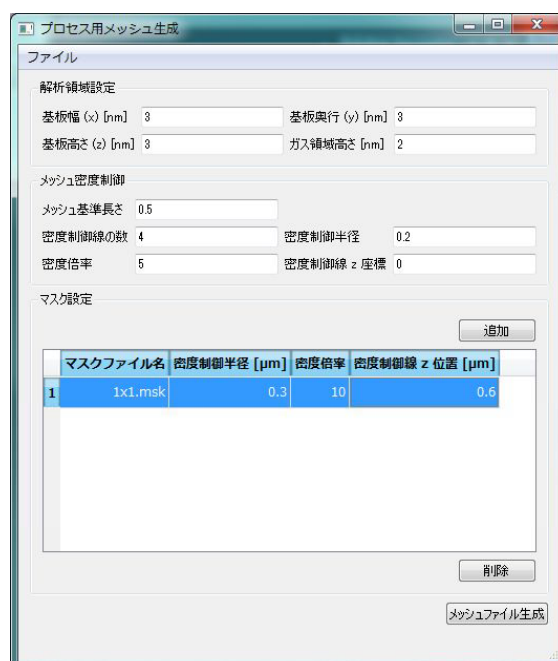 プロセス用メッシュ生成
ファイル
解析領域設定
基板幅 (x) [nm] 3 基板奥行 (y) [nm] 3
基板高さ (z) [nm] 3 ガス領域高さ [nm] 2
メッシュ密度制御
メッシュ基準長さ 0.5
密度制御線の数 4 密度制御半径 0.2
密度倍率 5 密度制御線 z 座標 0
マスク設定
追加
マスクファイル名 密度制御半径 [μm] 密度倍率 密度制御線 z 位置 [μm]
1 1x1.msk 0.3 10 0.6
削除
メッシュファイル生成